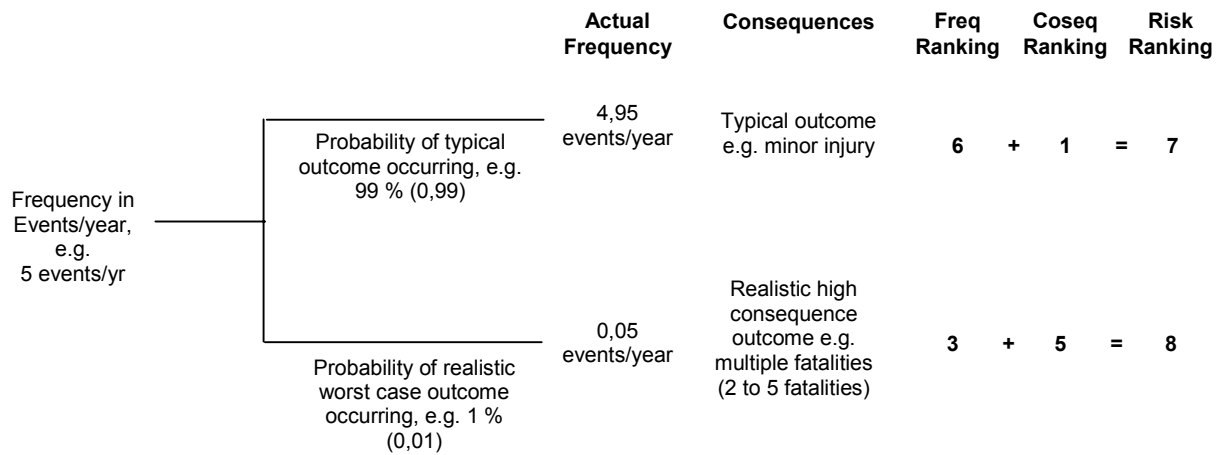 Actual
Frequency
Consequences
Freq
Ranking
Coseq
Ranking
Risk
Ranking
Frequency in
Events/year,
e.g.
5 events/yr
Probability of typical
outcome occurring, e.g.
99 % (0,99)
4,95
events/year
Typical outcome
e.g. minor injury
6 + 1 = 7
Probability of realistic
worst case outcome
occurring, e.g. 1 %
(0,01)
0,05
events/year
Realistic high
consequence
outcome e.g.
multiple fatalities
(2 to 5 fatalities)
3 + 5 = 8